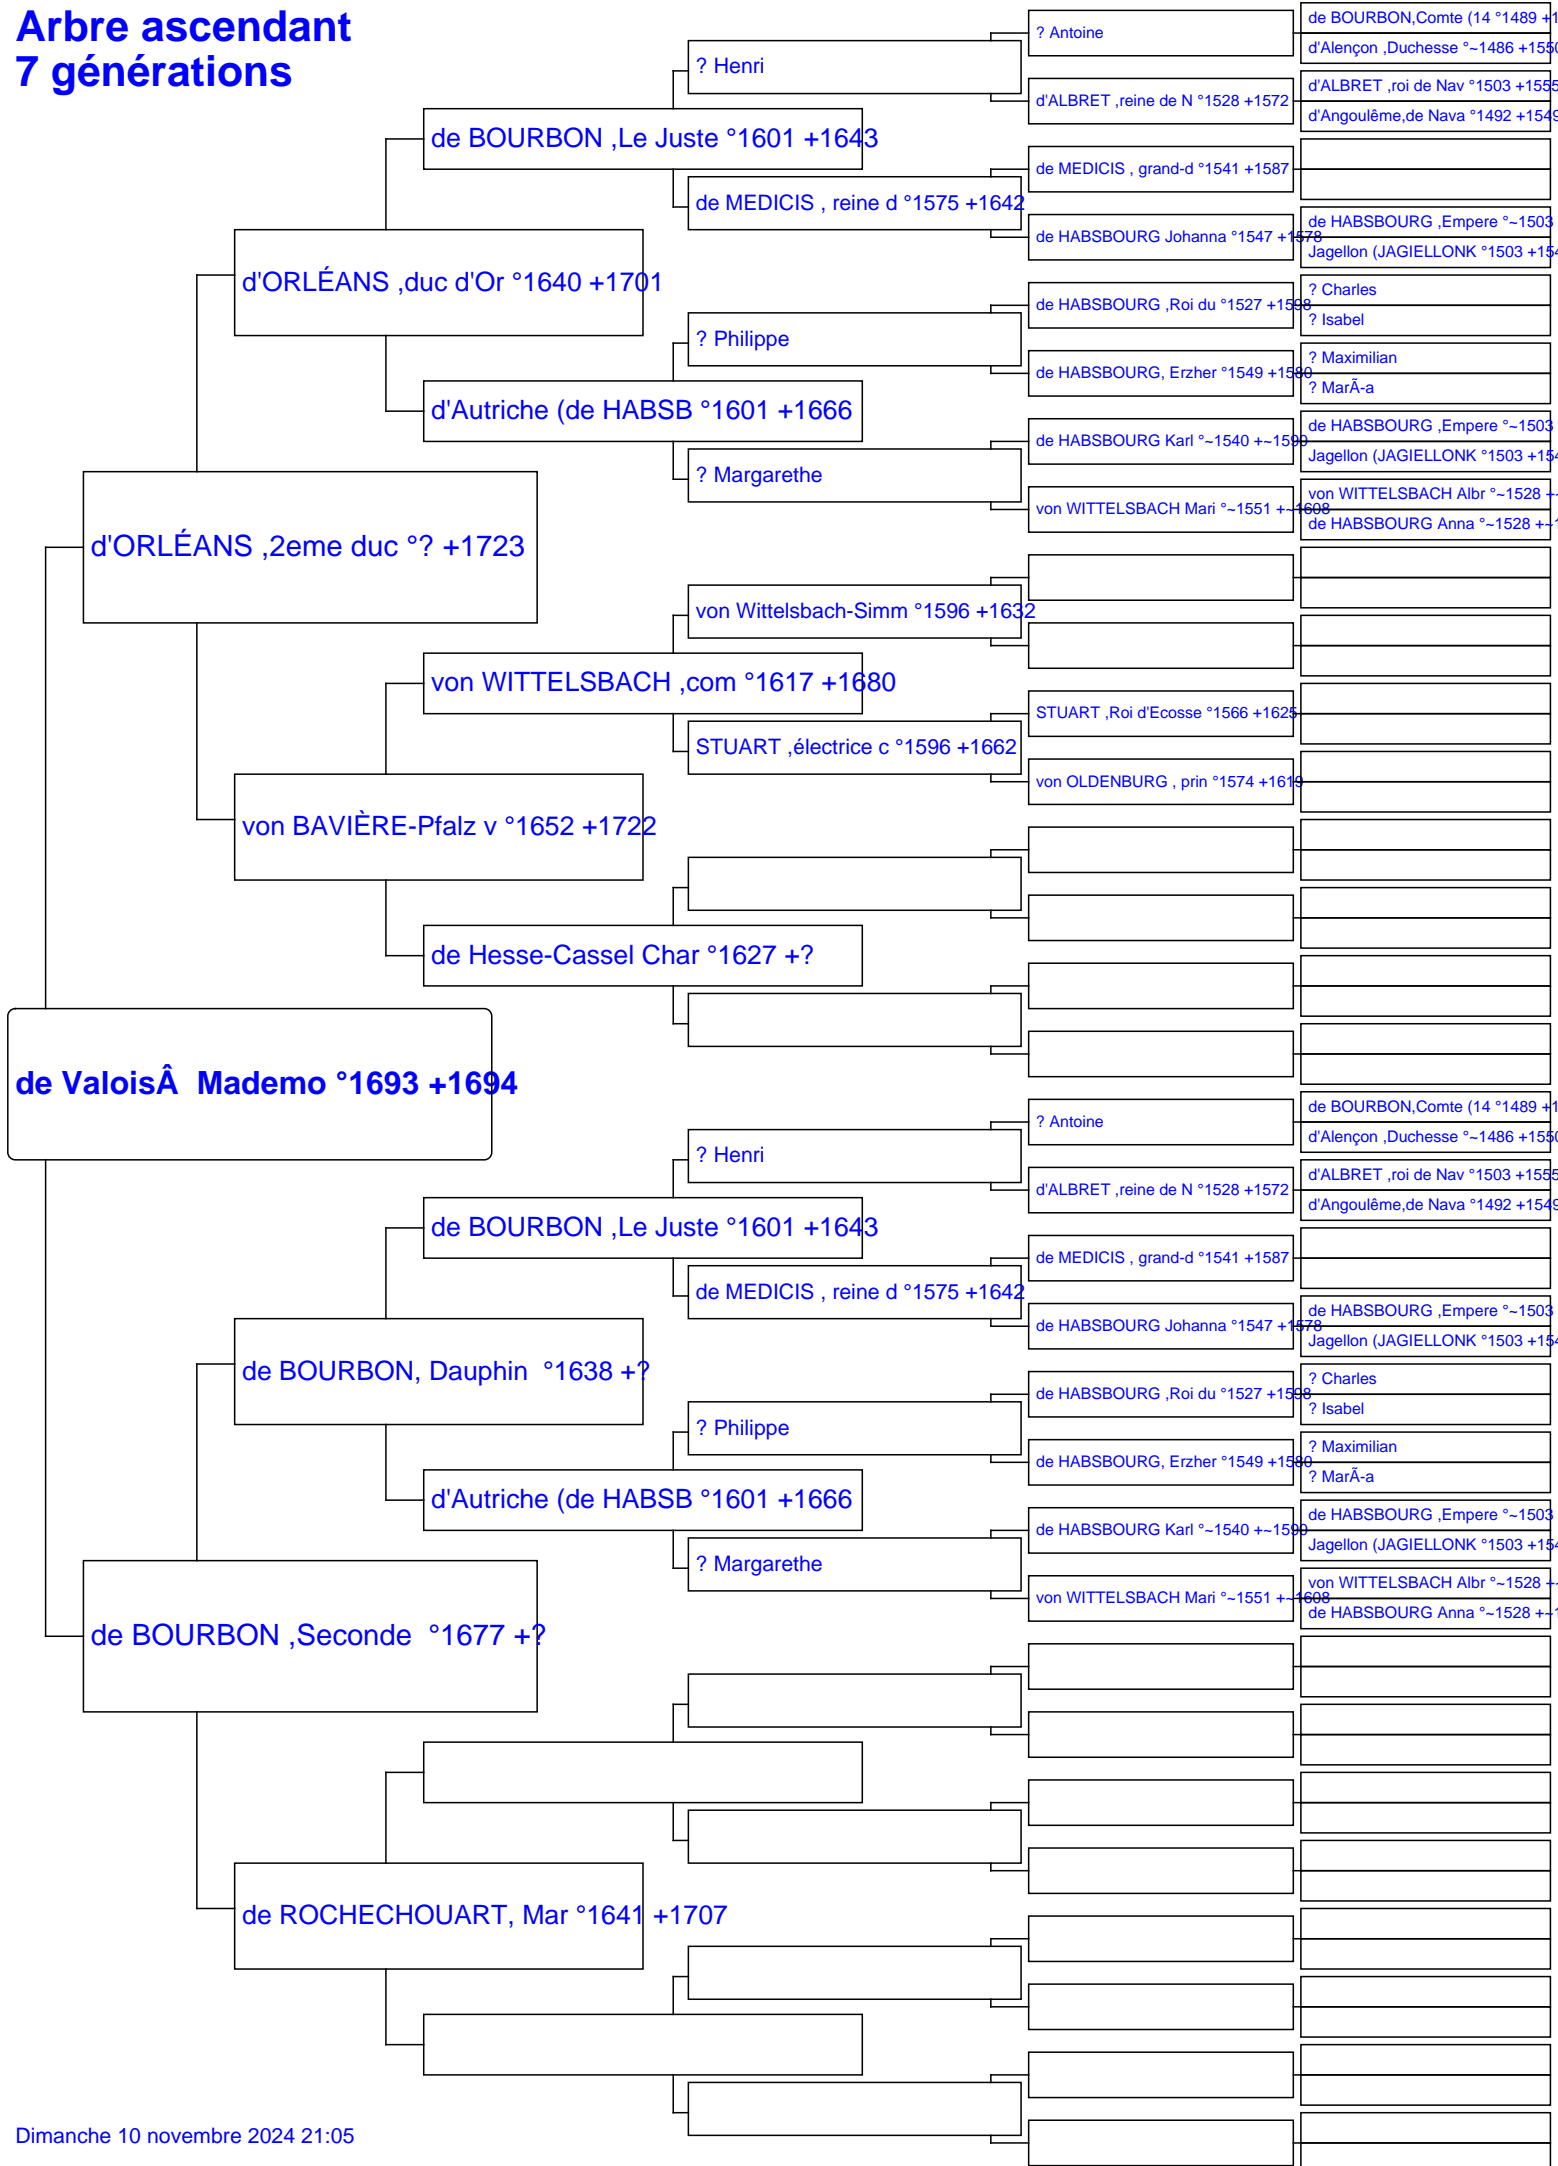 Arbre ascendant
7 générations
de BOURBON,Comte (14 °1489 +1
? Antoine
d'Alençon ,Duchesse °~1486 +1550
? Henri
d'ALBRET ,roi de Nav °1503 +1555
d'ALBRET ,reine de N °1528 +1572
d'Angoulême,de Nava °1492 +1549
de BOURBON ,Le Juste °1601 +1643
de MEDICIS , grand-d °1541 +1587
de MEDICIS , reine d °1575 +1642
de HABSBOURG ,Empere °~1503
de HABSBOURG Johanna °1547 +1578
Jagellon (JAGIELLONK °1503 +154
d'ORLÉANS ,duc d'Or °1640 +1701
? Charles
de HABSBOURG ,Roi du °1527 +1598
? Isabel
? Philippe
? Maximilian
de HABSBOURG, Erzher °1549 +1580
? MarÃ-a
d'Autriche (de HABSB °1601 +1666
de HABSBOURG ,Empere °~1503
de HABSBOURG Karl °~1540 +~1590
Jagellon (JAGIELLONK °1503 +154
? Margarethe
von WITTELSBACH Albr °~1528 +~
von WITTELSBACH Mari °~1551 +~1608
de HABSBOURG Anna °~1528 +~1
d'ORLÉANS ,2eme duc °? +1723
von Wittelsbach-Simm °1596 +1632
von WITTELSBACH ,com °1617 +1680
STUART ,Roi d'Ecosse °1566 +1625
STUART ,électrice c °1596 +1662
von OLDENBURG , prin °1574 +1619
von BAVIÈRE-Pfalz v °1652 +1722
de Hesse-Cassel Char °1627 +?
de ValoisÂ  Mademo °1693 +1694
de BOURBON,Comte (14 °1489 +1
? Antoine
d'Alençon ,Duchesse °~1486 +1550
? Henri
d'ALBRET ,roi de Nav °1503 +1555
d'ALBRET ,reine de N °1528 +1572
d'Angoulême,de Nava °1492 +1549
de BOURBON ,Le Juste °1601 +1643
de MEDICIS , grand-d °1541 +1587
de MEDICIS , reine d °1575 +1642
de HABSBOURG ,Empere °~1503
de HABSBOURG Johanna °1547 +1578
Jagellon (JAGIELLONK °1503 +154
de BOURBON, Dauphin  °1638 +?
? Charles
de HABSBOURG ,Roi du °1527 +1598
? Isabel
? Philippe
? Maximilian
de HABSBOURG, Erzher °1549 +1580
? MarÃ-a
d'Autriche (de HABSB °1601 +1666
de HABSBOURG ,Empere °~1503
de HABSBOURG Karl °~1540 +~1590
Jagellon (JAGIELLONK °1503 +154
? Margarethe
von WITTELSBACH Albr °~1528 +~
von WITTELSBACH Mari °~1551 +~1608
de HABSBOURG Anna °~1528 +~1
de BOURBON ,Seconde  °1677 +?
de ROCHECHOUART, Mar °1641 +1707
Dimanche 10 novembre 2024 21:05